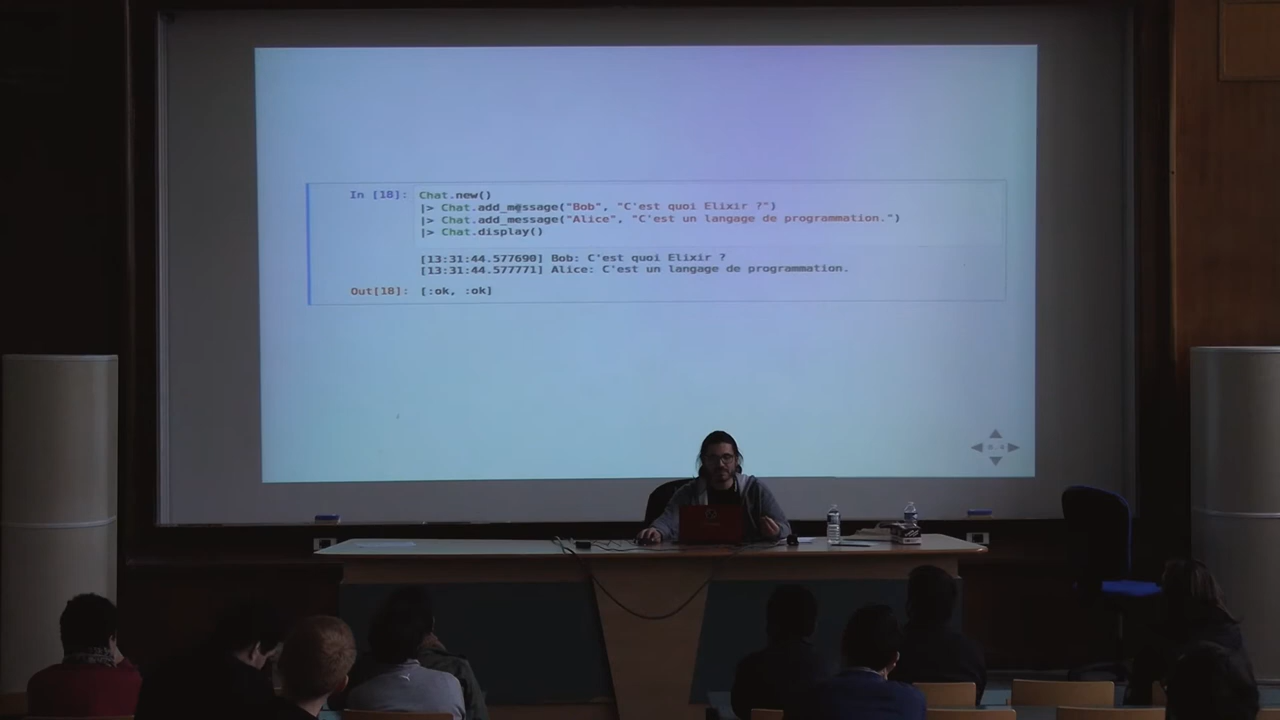 In [18]: Chat.new()
|> Chat.add_message("Bob", "C'est quoi Elixir ?")
|> Chat.add_message("Alice", "C'est un langage de programmation.")
|> Chat.display()
[13:31:44.577690] Bob: C'est quoi Elixir ?
[13:31:44.577771] Alice: C'est un langage de programmation.
Out[18]: [:ok, :ok]